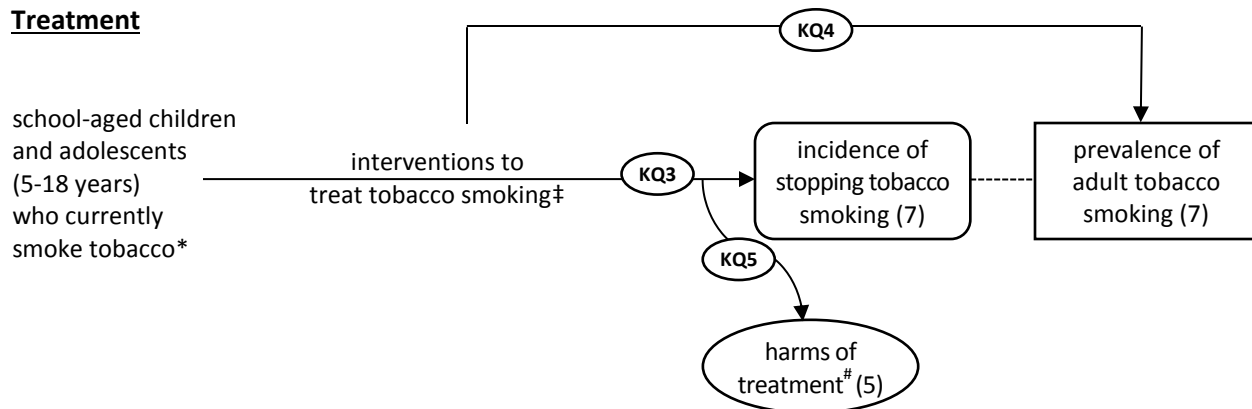 Treatment
KQ4
school-aged children
and adolescents
(5-18 years)
who currently
smoke tobacco*
interventions to
treat tobacco smoking‡
KQ3
incidence of
stopping tobacco
smoking (7)
prevalence of
adult tobacco
smoking (7)
KQ5
harms of
treatment# (5)